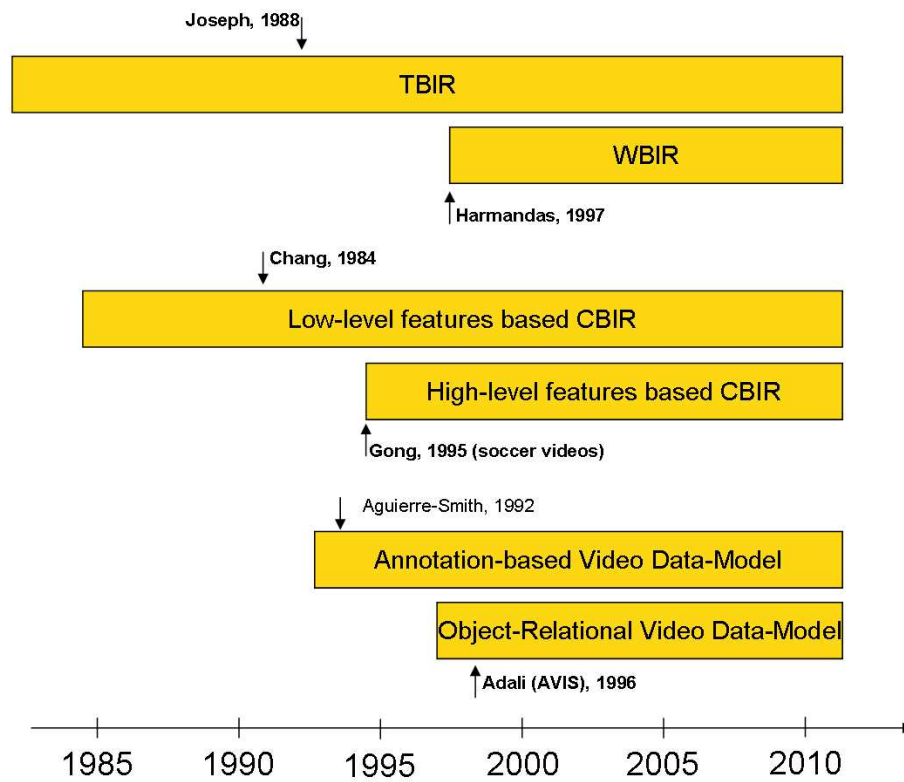 Joseph, 1988
TBIR
WBIR
Harmandas, 1997
Chang, 1984
Low-level features based CBIR
High-level features based CBIR
Gong, 1995 (soccer videos)
Aguierre-Smith, 1992
Annotation-based Video Data-Model
Object-Relational Video Data-Model
Adali (AVIS), 1996
1985 1990 1995 2000 2005 2010